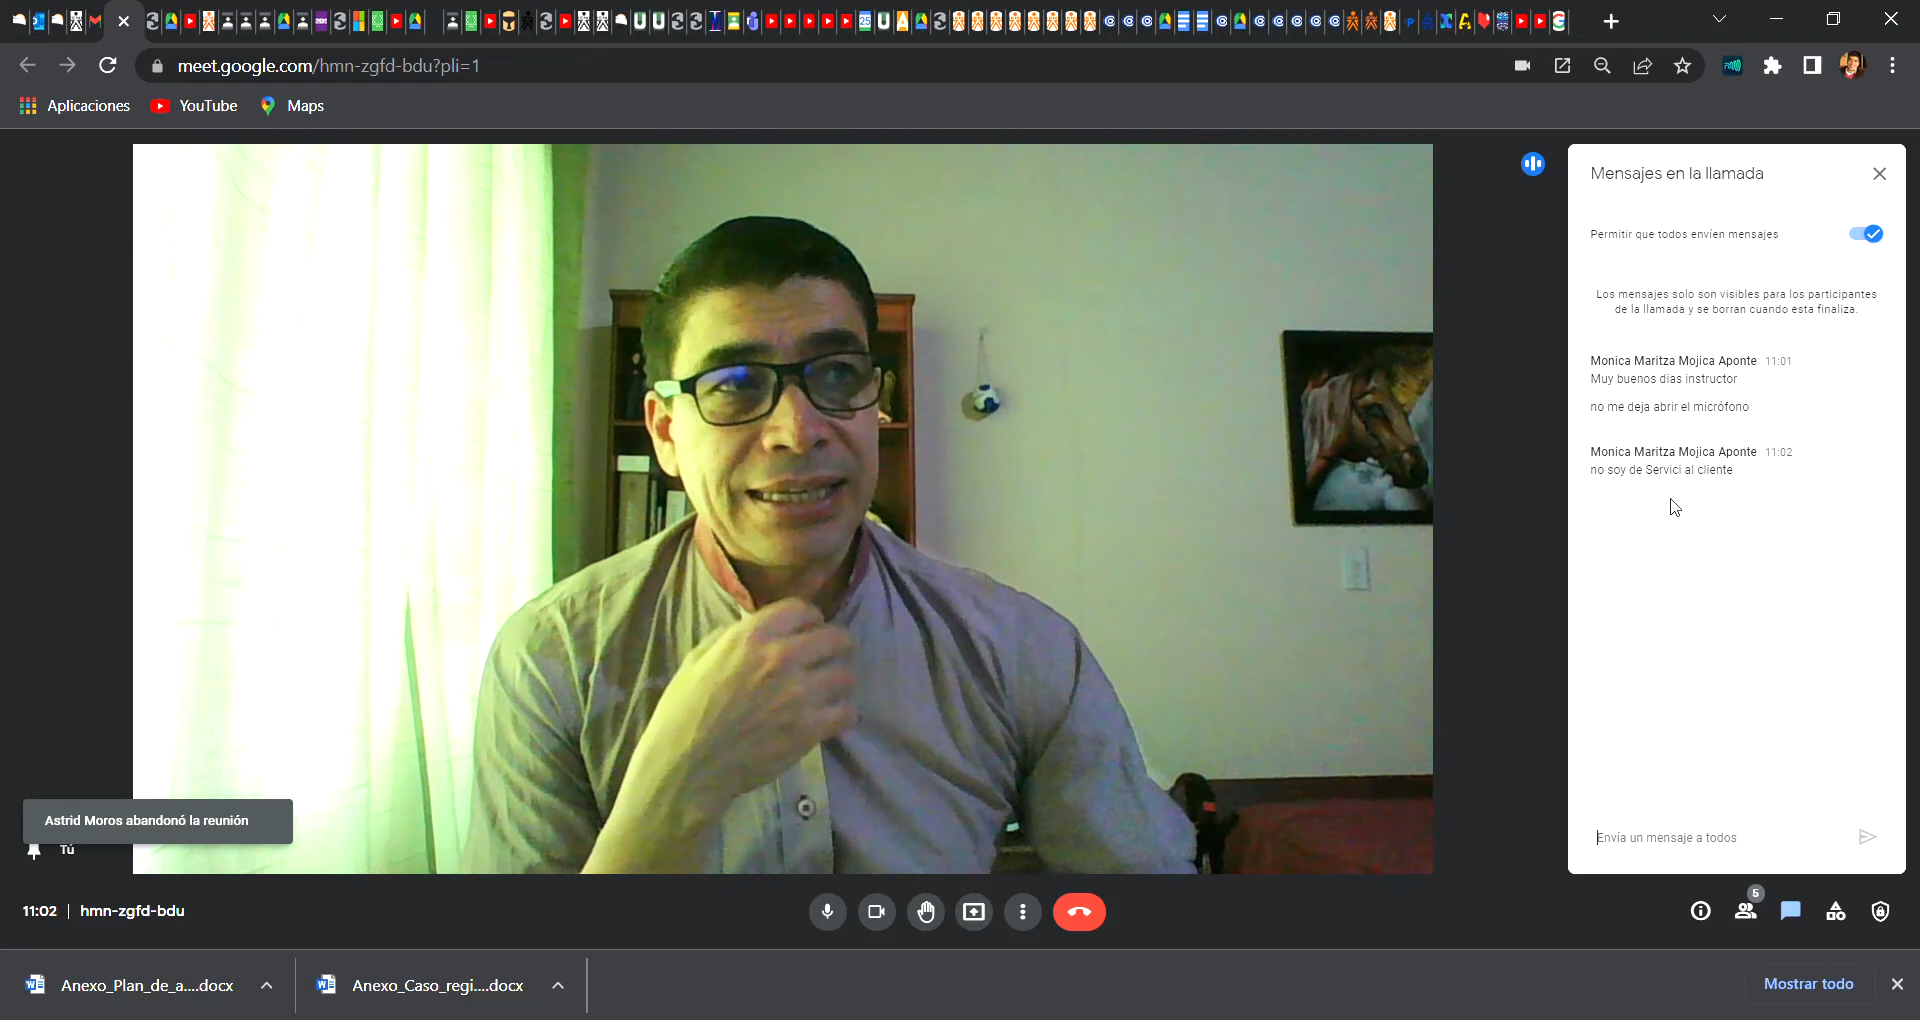 meet.google.com/hmn-zgfd-bdu?pli=1
Aplicaciones
YouTube
Maps
Mensajes en la llamada
Permitir que todos envíen mensajes
Los mensajes solo son visibles para los participantes
de la llamada y se borran cuando esta finaliza.
Monica Maritza Mojica Aponte 11:01
Muy buenos dias instructor
no me deja abrir el micrófono
Monica Maritza Mojica Aponte 11:02
no soy de Servici al cliente
Astrid Moros abandonó la reunión
Tú
Envía un mensaje a todos
11:02 | hmn-zgfd-bdu
5
Anexo_Plan_de_a....docx
Anexo_Caso_regi....docx
Mostrar todo